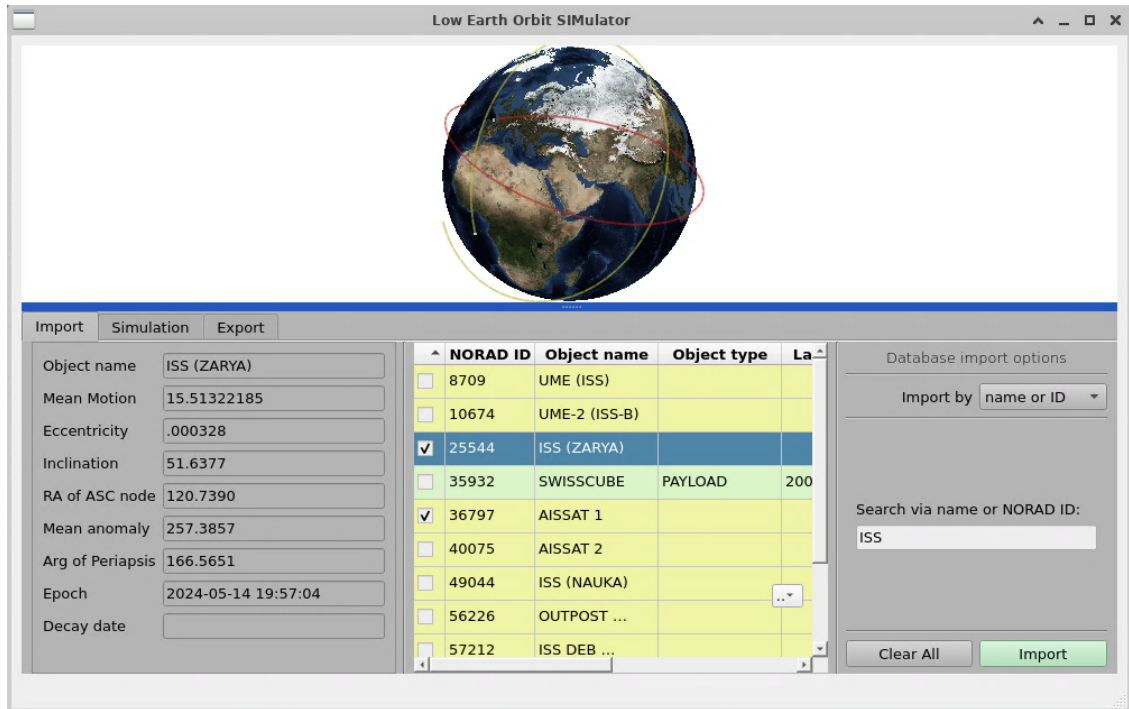 Low Earth Orbit SIMulator
Import Simulation Export
Object name ISS (ZARYA)
Mean Motion 15.51322185
Eccentricity .000328
Inclination 51.6377
RA of ASC node 120.7390
Mean anomaly 257.3857
Arg of Periapsis 166.5651
Epoch 2024-05-14 19:57:04
Decay date
NORAD ID Object name Object type La
8709 UME (ISS)
10674 UME-2 (ISS-B)
25544 ISS (ZARYA)
35932 SWISSCUBE PAYLOAD 200
36797 AISSAT 1
40075 AISSAT 2
49044 ISS (NAUKA)
..
56226 OUTPOST ...
57212 ISS DEB ...
Database import options
Import by name or ID
Search via name or NORAD ID:
ISS
Clear All Import